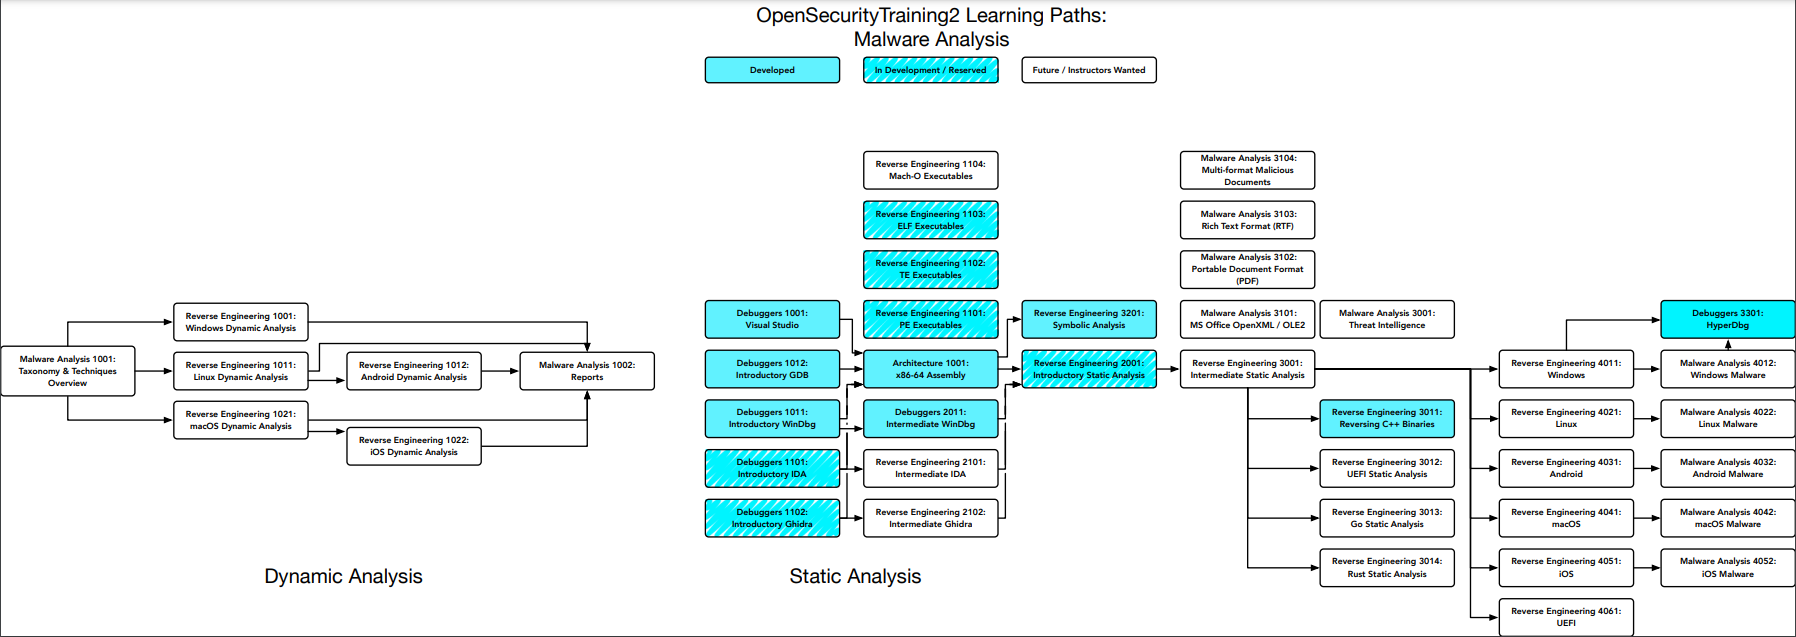 OpenSecurityTraining2 Learning Paths:
Malware Analysis
Developed
In Development / Reserved
Future / Instructors Wanted
Malware Analysis 1001:
Taxonomy & Techniques
Overview
Reverse Engineering 1001:
Windows Dynamic Analysis
Reverse Engineering 1011:
Linux Dynamic Analysis
Reverse Engineering 1021:
macOS Dynamic Analysis
Reverse Engineering 1012:
Android Dynamic Analysis
Reverse Engineering 1022:
iOS Dynamic Analysis
Malware Analysis 1002:
Reports
Dynamic Analysis
Debuggers 1001:
Visual Studio
Debuggers 1012:
Introductory GDB
Debuggers 1011:
Introductory WinDbg
Debuggers 1101:
Introductory IDA
Debuggers 1102:
Introductory Ghidra
Reverse Engineering 1104:
Mach-O Executables
Reverse Engineering 1103:
ELF Executables
Reverse Engineering 1102:
TE Executables
Reverse Engineering 1101:
PE Executables
Architecture 1001:
x86-64 Assembly
Debuggers 2011:
Intermediate WinDbg
Reverse Engineering 2101:
Intermediate IDA
Reverse Engineering 2102:
Intermediate Ghidra
Reverse Engineering 3201:
Symbolic Analysis
Reverse Engineering 2001:
Introductory Static Analysis
Malware Analysis 3104:
Multi-format Malicious
Documents
Malware Analysis 3103:
Rich Text Format (RTF)
Malware Analysis 3102:
Portable Document Format
(PDF)
Malware Analysis 3101:
MS Office OpenXML / OLE2
Reverse Engineering 3001:
Intermediate Static Analysis
Malware Analysis 3001:
Threat Intelligence
Reverse Engineering 3011:
Reversing C++ Binaries
Reverse Engineering 3012:
UEFI Static Analysis
Reverse Engineering 3013:
Go Static Analysis
Reverse Engineering 3014:
Rust Static Analysis
Reverse Engineering 4011:
Windows
Reverse Engineering 4021:
Linux
Reverse Engineering 4031:
Android
Reverse Engineering 4041:
macOS
Reverse Engineering 4051:
iOS
Reverse Engineering 4061:
UEFI
Debuggers 3301:
HyperDbg
Malware Analysis 4012:
Windows Malware
Malware Analysis 4022:
Linux Malware
Malware Analysis 4032:
Android Malware
Malware Analysis 4042:
macOS Malware
Malware Analysis 4052:
iOS Malware
Static Analysis